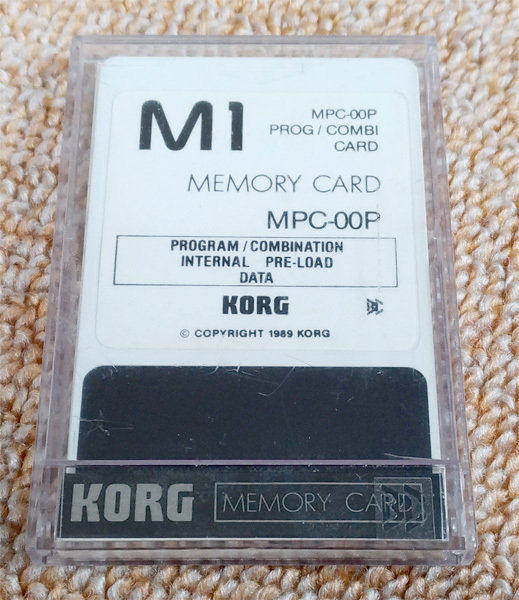 M1
MPC-00P
PROG / COMBI
CARD
MEMORY CARD
MPC-00P
PROGRAM / COMBINATION
INTERNAL PRE-LOAD
DATA
KORG
© COPYRIGHT 1989 KORG
KORG MEMORY CARD